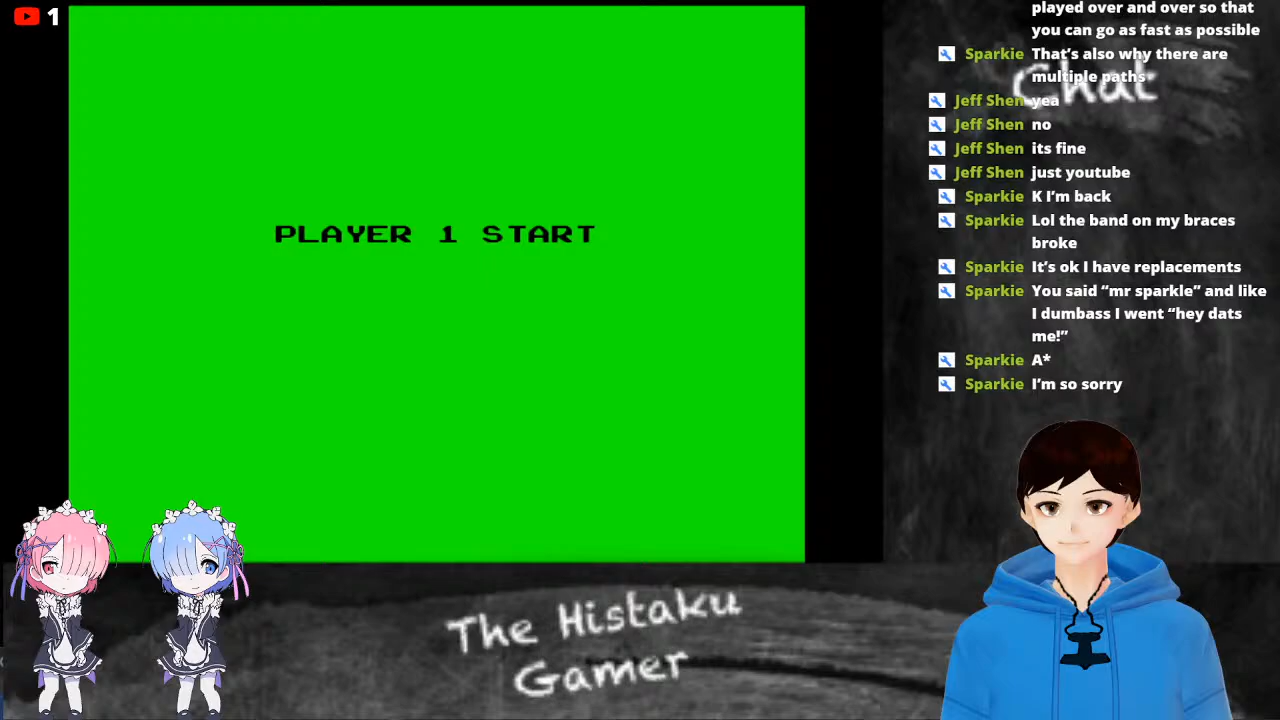 1
PLAYER 1 START
played over and over so that
you can go as fast as possible
Sparkie That's also why there are
multiple paths
Chat
Jeff Shen yea
Jeff Shen no
Jeff Shen its fine
Jeff Shen just youtube
Sparkie K I'm back
Sparkie Lol the band on my braces
broke
Sparkie It's ok I have replacements
Sparkie You said “mr sparkle” and like
I dumbass I went “hey dats
me!”
Sparkie A*
Sparkie I'm so sorry
The Histaku
Gamer